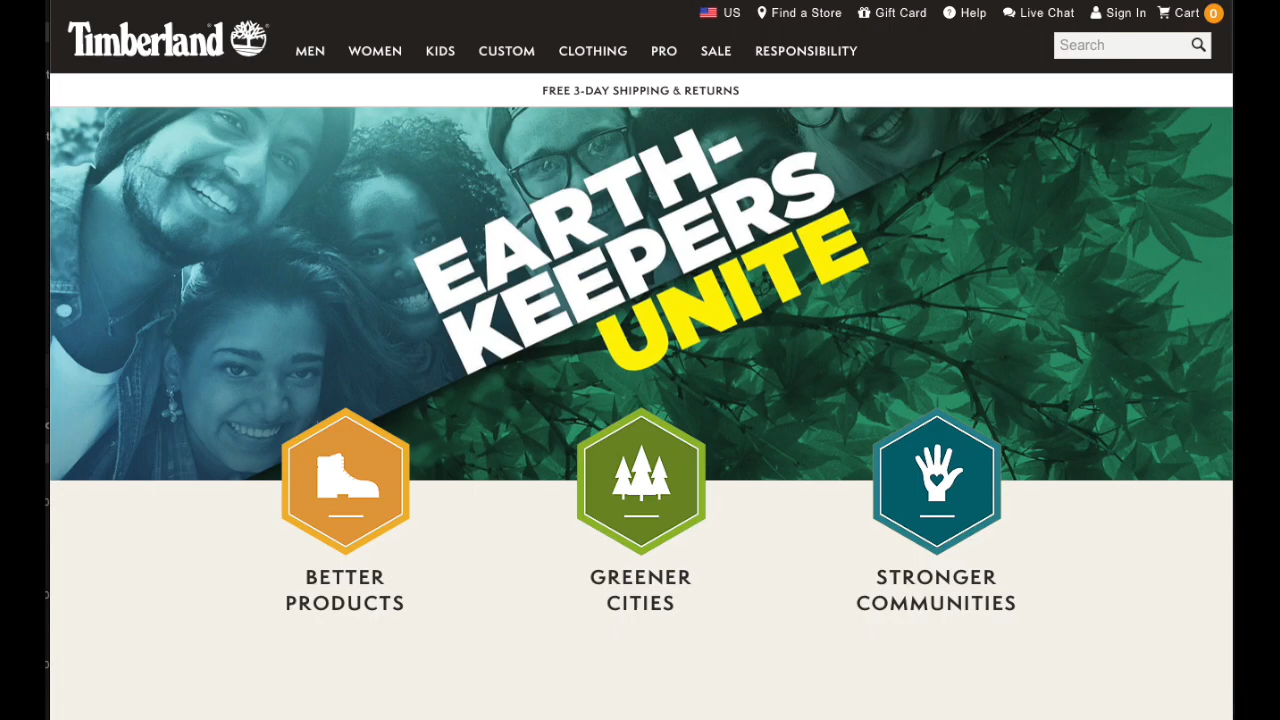 US Find a Store Gift Card Help Live Chat Sign In Cart 0
Timberland
MEN WOMEN KIDS CUSTOM CLOTHING PRO SALE RESPONSIBILITY
Search
FREE 3-DAY SHIPPING & RETURNS
EARTH-
KEEPERS
UNITE
BETTER
PRODUCTS
GREENER
CITIES
STRONGER
COMMUNITIES